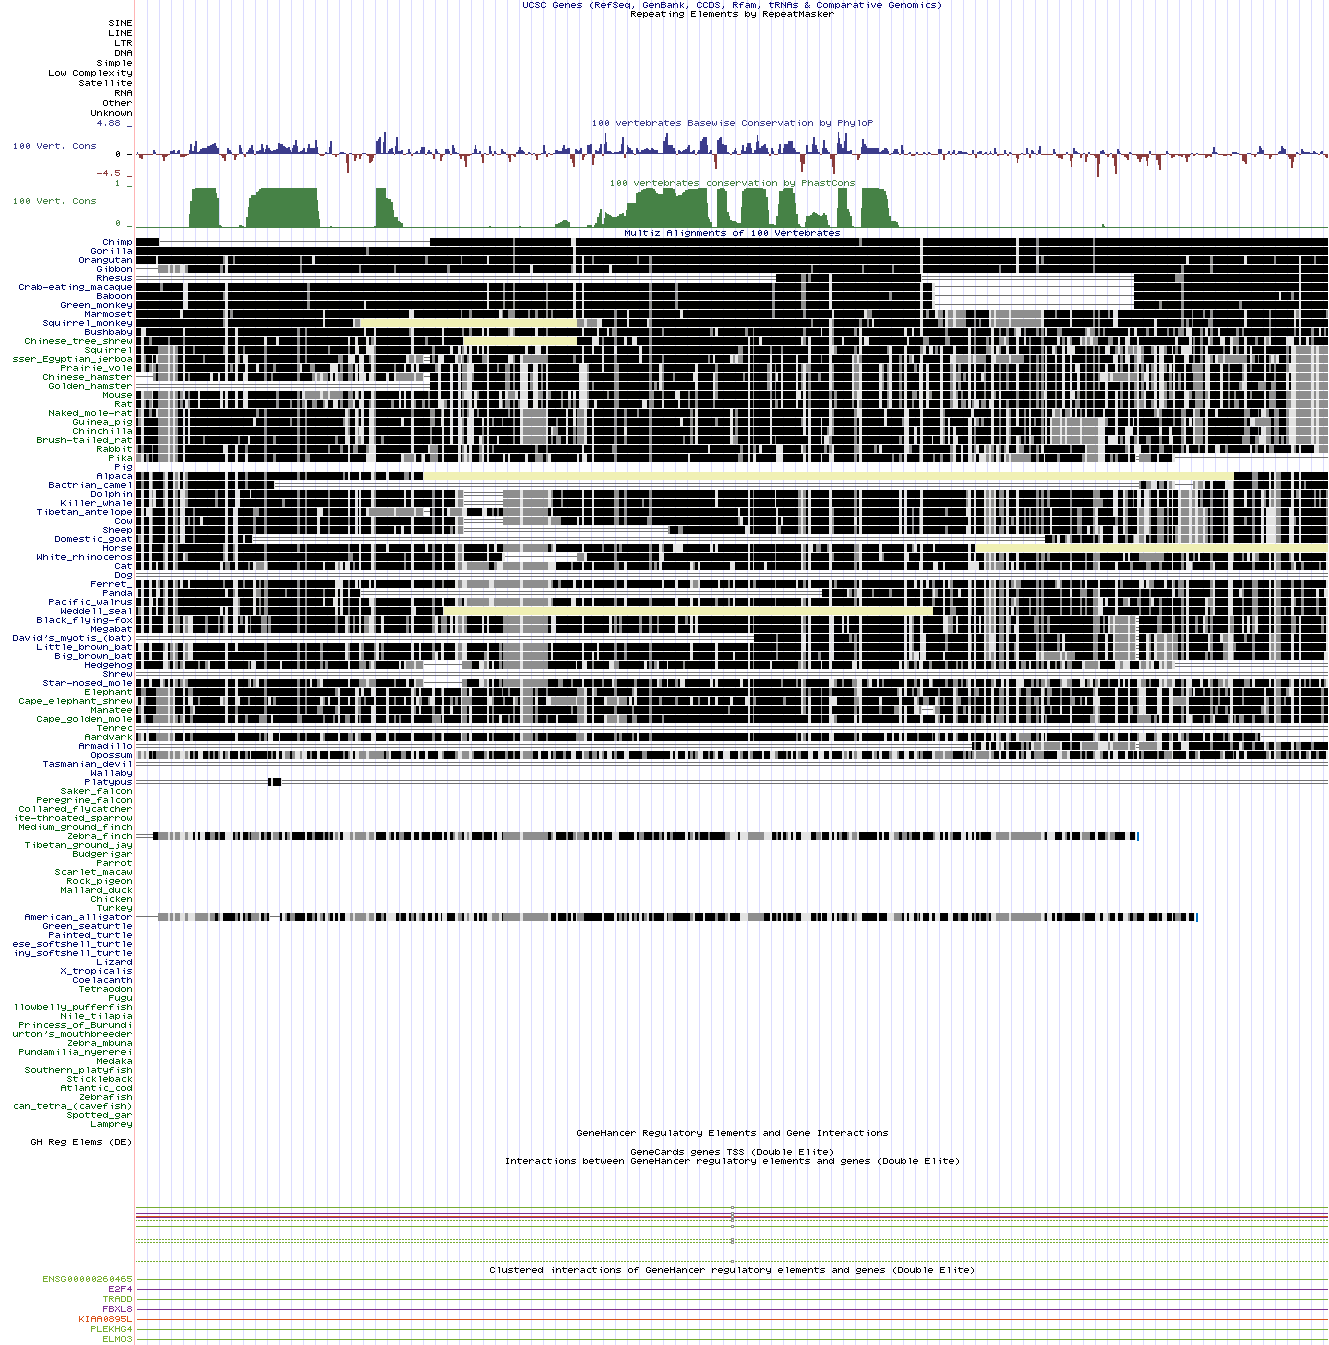 UCSC Genes (RefSeq, GenBank, CCDS, Rfam, tRNAs & Comparative Genomics)
Repeating Elements by RepeatMasker
SINE
LINE
LTR
DNA
Simple
Low Complexity
Satellite
RNA
Other
Unknown
4.88 _
100 vertebrates Basewise Conservation by PhyloP
100 Vert. Cons
0 -
-4.5 _
100 vertebrates conservation by PhastCons
1 _
100 Vert. Cons
0 _
Multiz Alignments of 100 Vertebrates
Chimp
Gorilla
Orangutan
Gibbon
Rhesus
Crab-eating_macaque
Baboon
Green_monkey
Marmoset
Squirrel_monkey
Bushbaby
Chinese_tree_shrew
Squirrel
sser_Egyptian_jerboa
Prairie_vole
Chinese_hamster
Golden_hamster
Mouse
Rat
Naked_mole-rat
Guinea_pig
Chinchilla
Brush-tailed_rat
Rabbit
Pika
Pig
Alpaca
Bactrian_camel
Dolphin
Killer_whale
Tibetan_antelope
Cow
Sheep
Domestic_goat
Horse
White_rhinoceros
Cat
Dog
Ferret_
Panda
Pacific_walrus
Weddell_seal
Black_flying-fox
Megabat
David's_myotis_(bat)
Little_brown_bat
Big_brown_bat
Hedgehog
Shrew
Star-nosed_mole
Elephant
Cape_elephant_shrew
Manatee
Cape_golden_mole
Tenrec
Aardvark
Armadillo
Opossum
Tasmanian_devil
Wallaby
Platypus
Saker_falcon
Peregrine_falcon
Collared_flycatcher
ite-throated_sparrow
Medium_ground_finch
Zebra_finch
Tibetan_ground_jay
Budgerigar
Parrot
Scarlet_macaw
Rock_pigeon
Mallard_duck
Chicken
Turkey
American_alligator
Green_seaturtle
Painted_turtle
ese_softshell_turtle
iny_softshell_turtle
Lizard
X_tropicalis
Coelacanth
Tetraodon
Fugu
llowbelly_pufferfish
Nile_tilapia
Princess_of_Burundi
urton's_mouthbreeder
Zebra_mbuna
Pundamilia_nyererei
Medaka
Southern_platyfish
Stickleback
Atlantic_cod
Zebrafish
can_tetra_(cavefish)
Spotted_gar
Lamprey
GeneHancer Regulatory Elements and Gene Interactions
GH Reg Elems (DE)
GeneCards genes TSS (Double Elite)
Interactions between GeneHancer regulatory elements and genes (Double Elite)
Clustered interactions of GeneHancer regulatory elements and genes (Double Elite)
ENSG00000260465
E2F4
TRADD
FBXL8
KIAA0895L
PLEKHG4
ELMO3